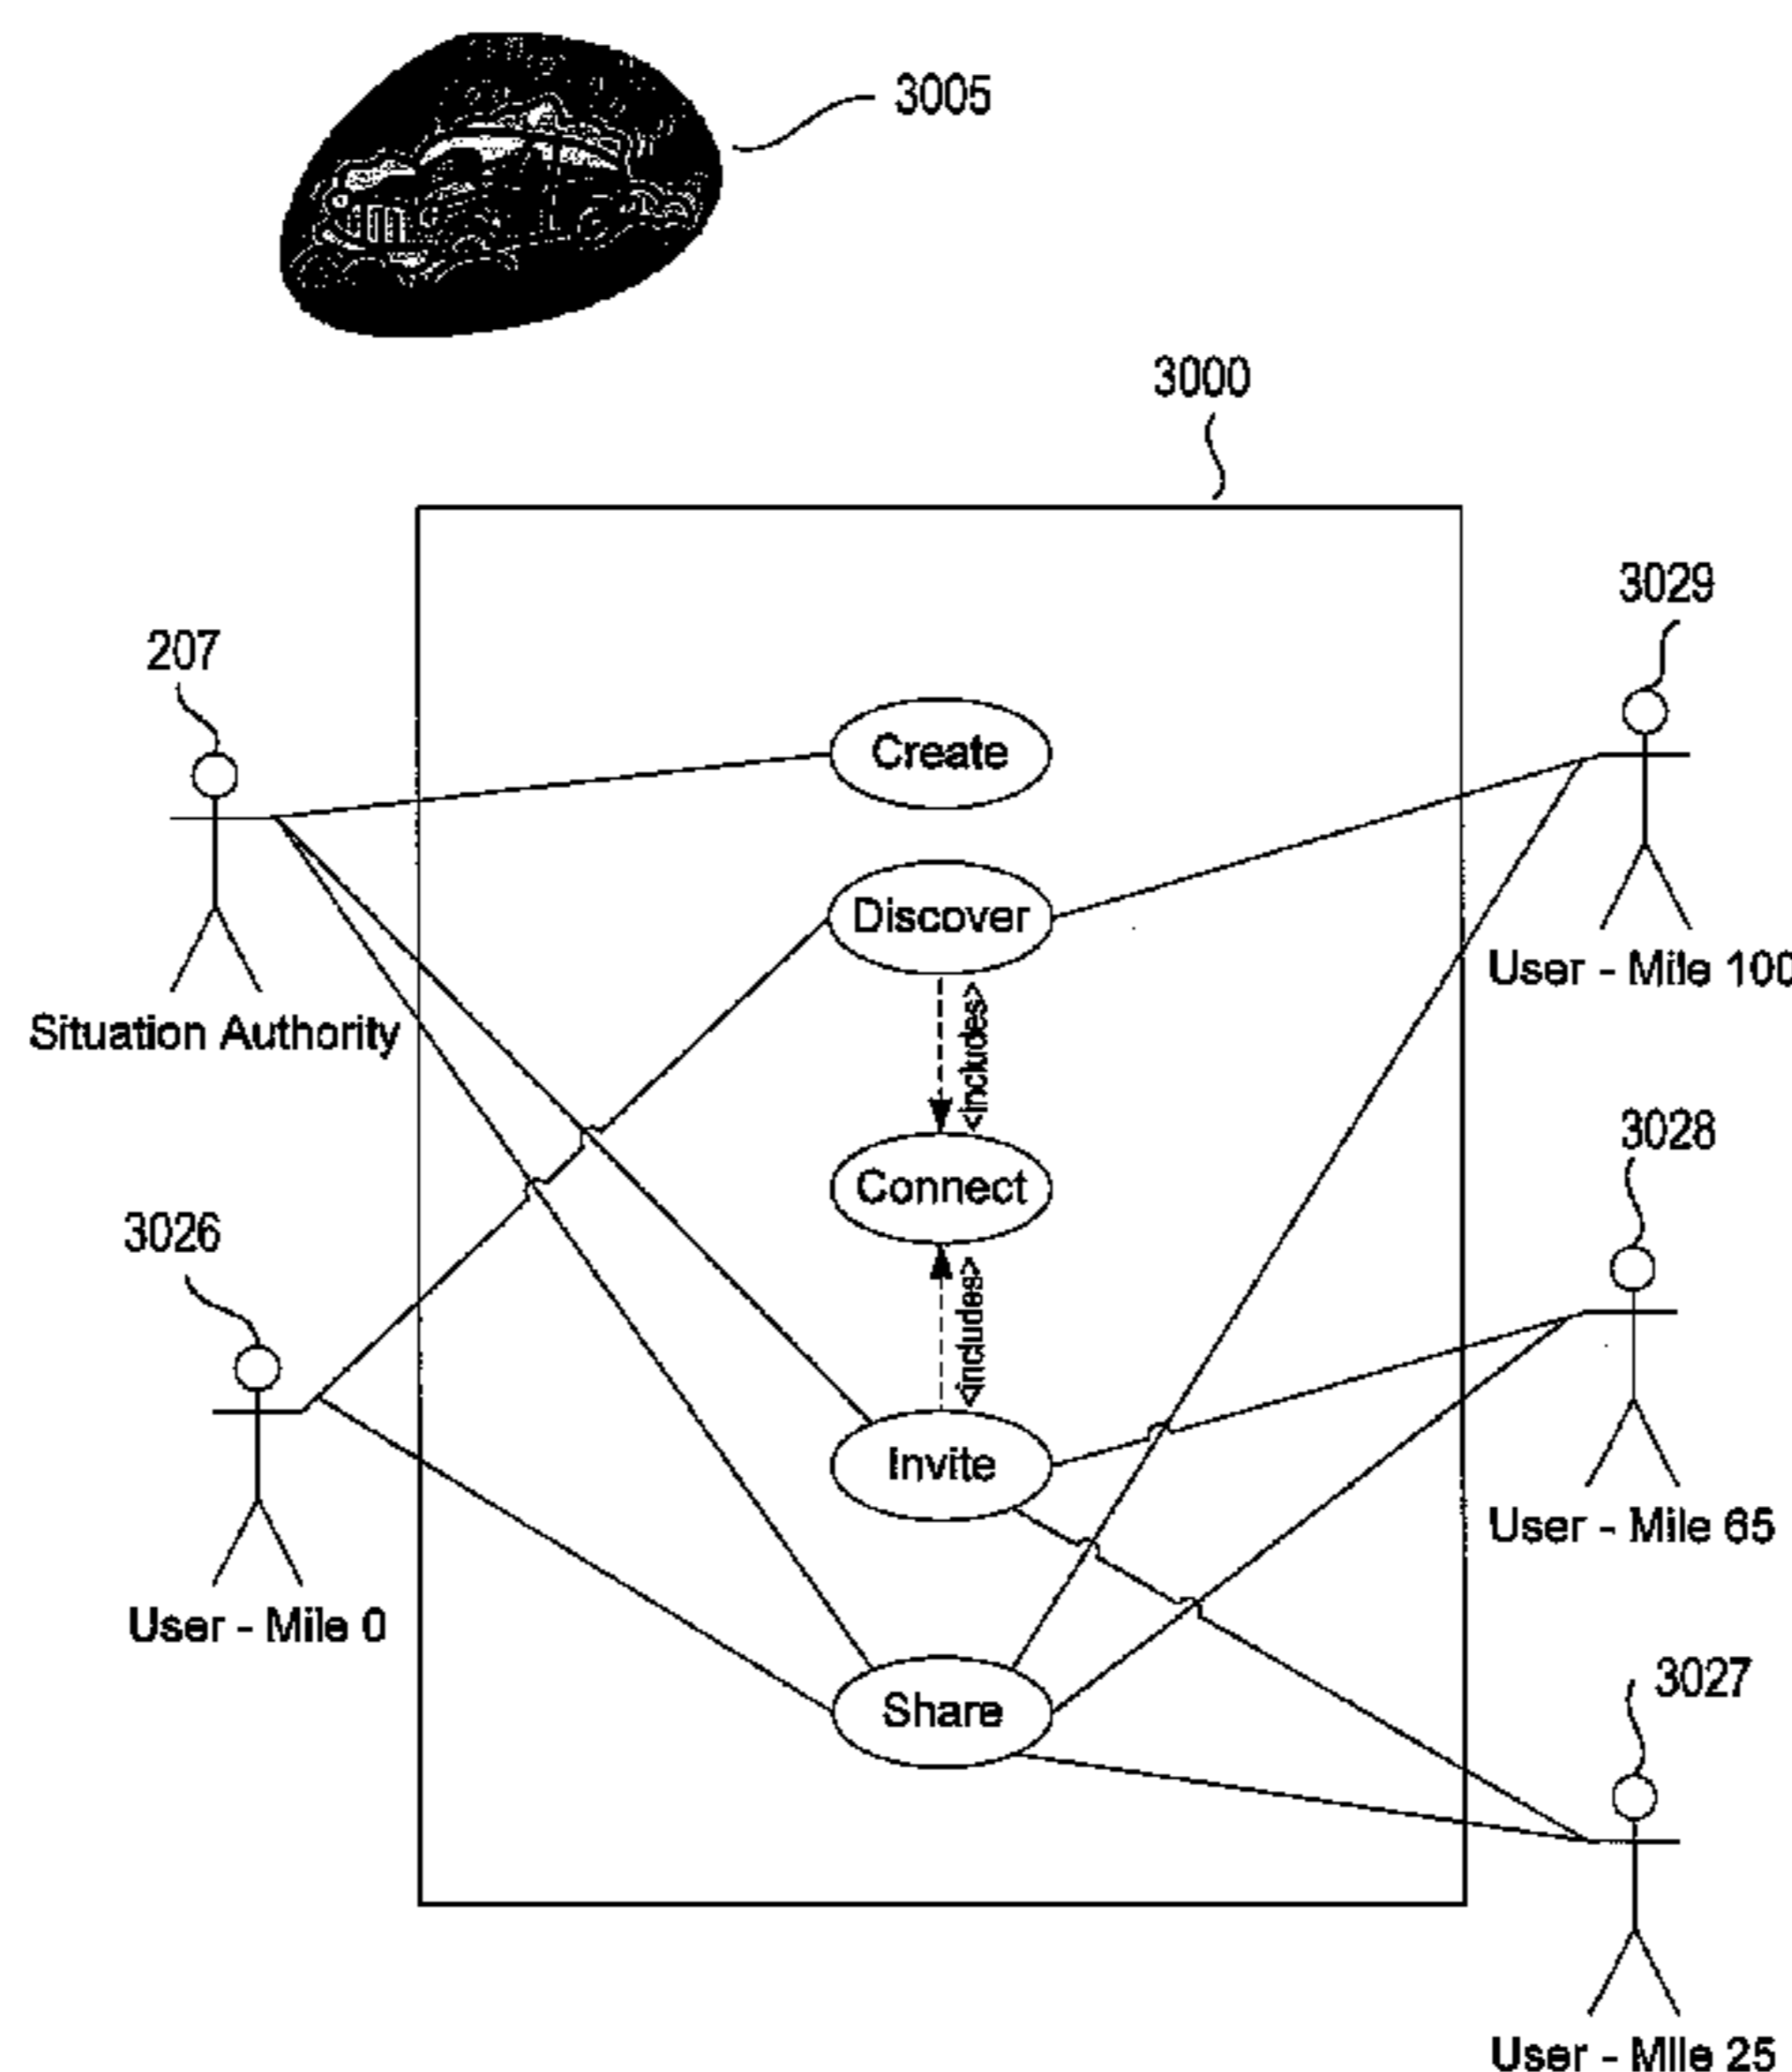 3005
3000
3029
207
Create
Discover
User - Mile 100
Situation Authority
<includes>
3028
Connect
3026
<includes>
Invite
User - Mile 65
User - Mile 0
3027
Share
User - Mile 25